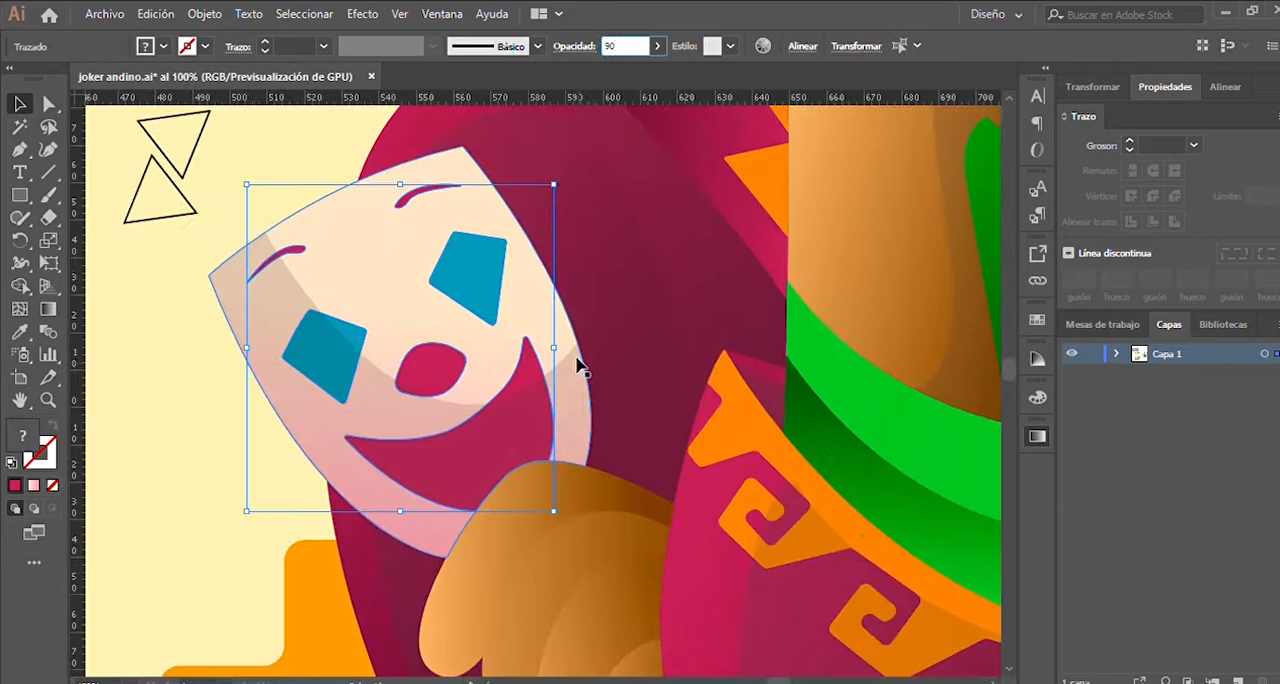 Ai Archivo Edición Objeto Texto Seleccionar Efecto Ver Ventana Ayuda Diseño Buscar en Adobe Stock
Trazado ? Trazo: Básico Opacidad: 90 Estilo: Alinear Transformar
joker andino.ai* al 100% (RGB/Previsualización de GPU) ×
60 470 480 490 500 510 520 530 540 550 560 570 580 590 600 610 620 630 640 650 660 670 680 690 700
Transformar Propiedades Alinear
Trazo
Grosor:
Remate:
Vértice: Límite:
Alinear trazo:
Línea discontinua
guión hueco guión hueco guión hueco
Mesas de trabajo Capas Bibliotecas
Capa 1
?
1 capa